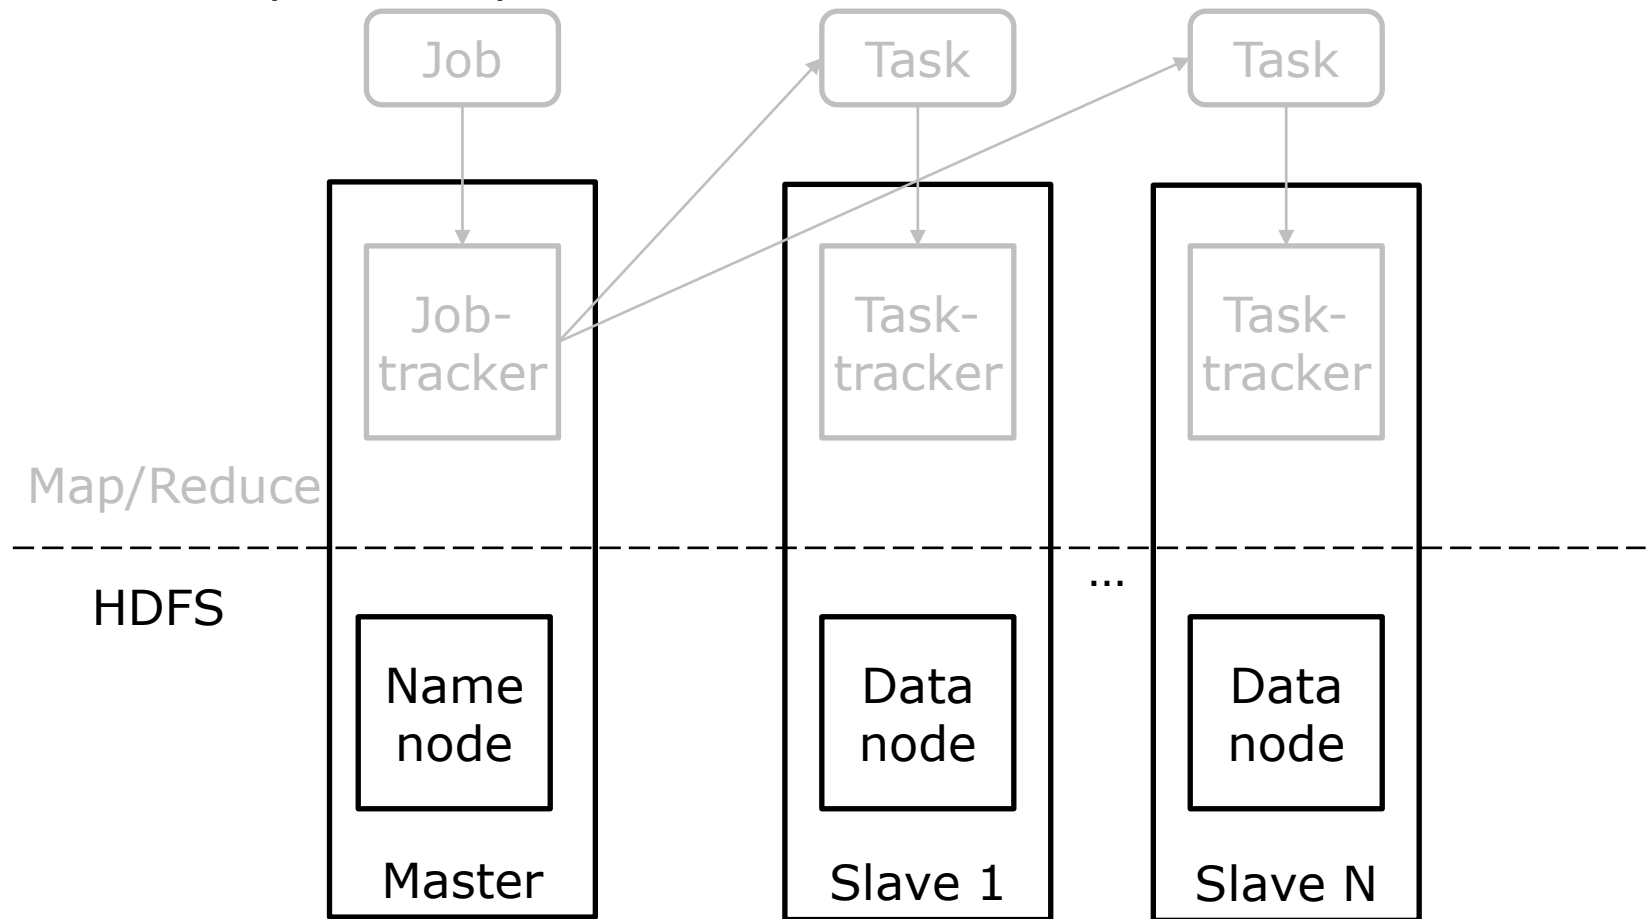 Job
Task
Task
Job-
tracker
Task-
tracker
Task-
tracker
Map/Reduce
HDFS
...
Name
node
Data
node
Data
node
Master
Slave 1
Slave N